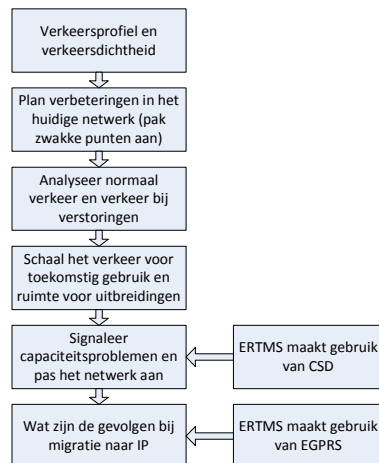 Verkeersprofiel en
verkeersdichtheid
Plan verbeteringen in het
huidige netwerk (pak
zwakke punten aan)
Analyseer normaal
verkeer en verkeer bij
verstoringen
Schaal het verkeer voor
toekomstig gebruik en
ruimte voor uitbreidingen
Signaleer
capaciteitsproblemen en
pas het netwerk aan
ERTMS maakt gebruik
van CSD
Wat zijn de gevolgen bij
migratie naar IP
ERTMS maakt gebruik
van EGPRS